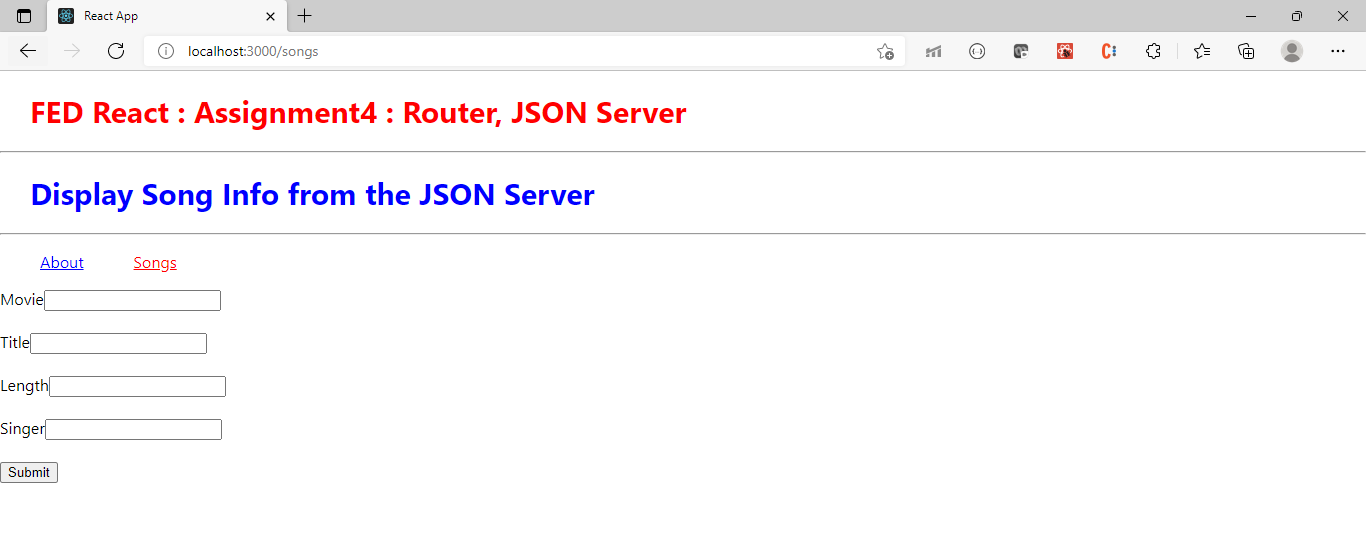 React App
localhost:3000/songs
FED React : Assignment4 : Router, JSON Server
Display Song Info from the JSON Server
About Songs
Movie
Title
Length
Singer
Submit